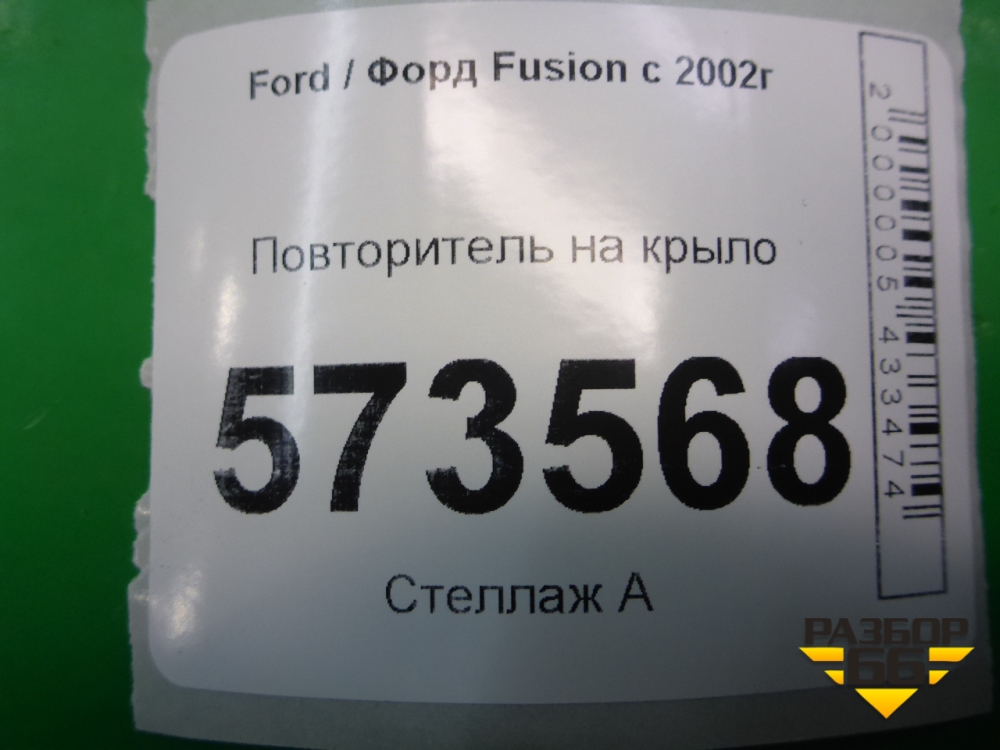 Ford / Форд Fusion с 2002г
Повторитель на крыло
573568
Стеллаж А
2000005433474
РАЗБОР
66